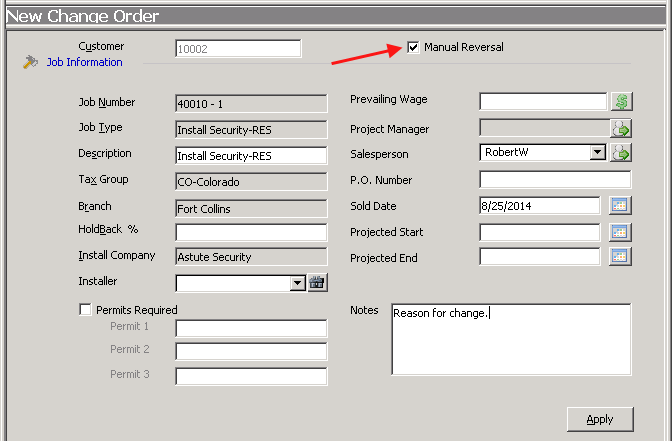 New Change Order
Customer 10002 Manual Reversal
Job Information
Job Number 40010 - 1
Job Type Install Security-RES
Description Install Security-RES
Tax Group CO-Colorado
Branch Fort Collins
HoldBack %
Install Company Astute Security
Installer
Permits Required
Permit 1
Permit 2
Permit 3
Prevailing Wage
Project Manager
Salesperson RobertW
P.O. Number
Sold Date 8/25/2014
Projected Start
Projected End
Notes Reason for change.
Apply